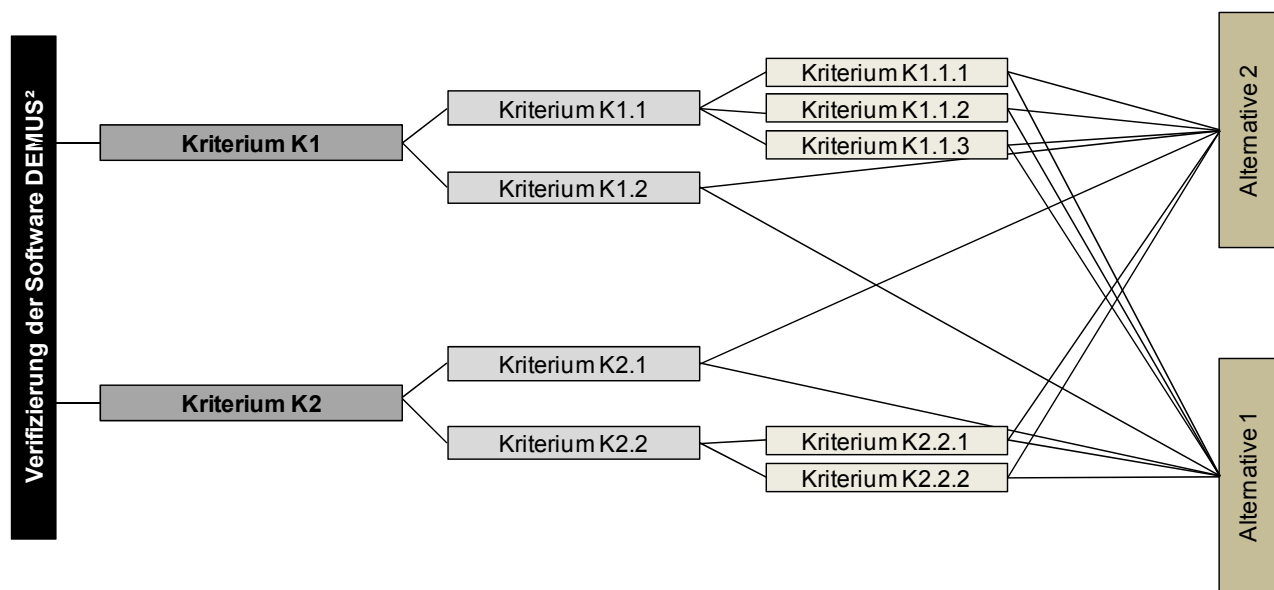 Verifizierung der Software DEMUS²
Kriterium K1
Kriterium K2
Kriterium K1.1
Kriterium K1.2
Kriterium K2.1
Kriterium K2.2
Kriterium K1.1.1
Kriterium K1.1.2
Kriterium K1.1.3
Kriterium K2.2.1
Kriterium K2.2.2
Alternative 2
Alternative 1